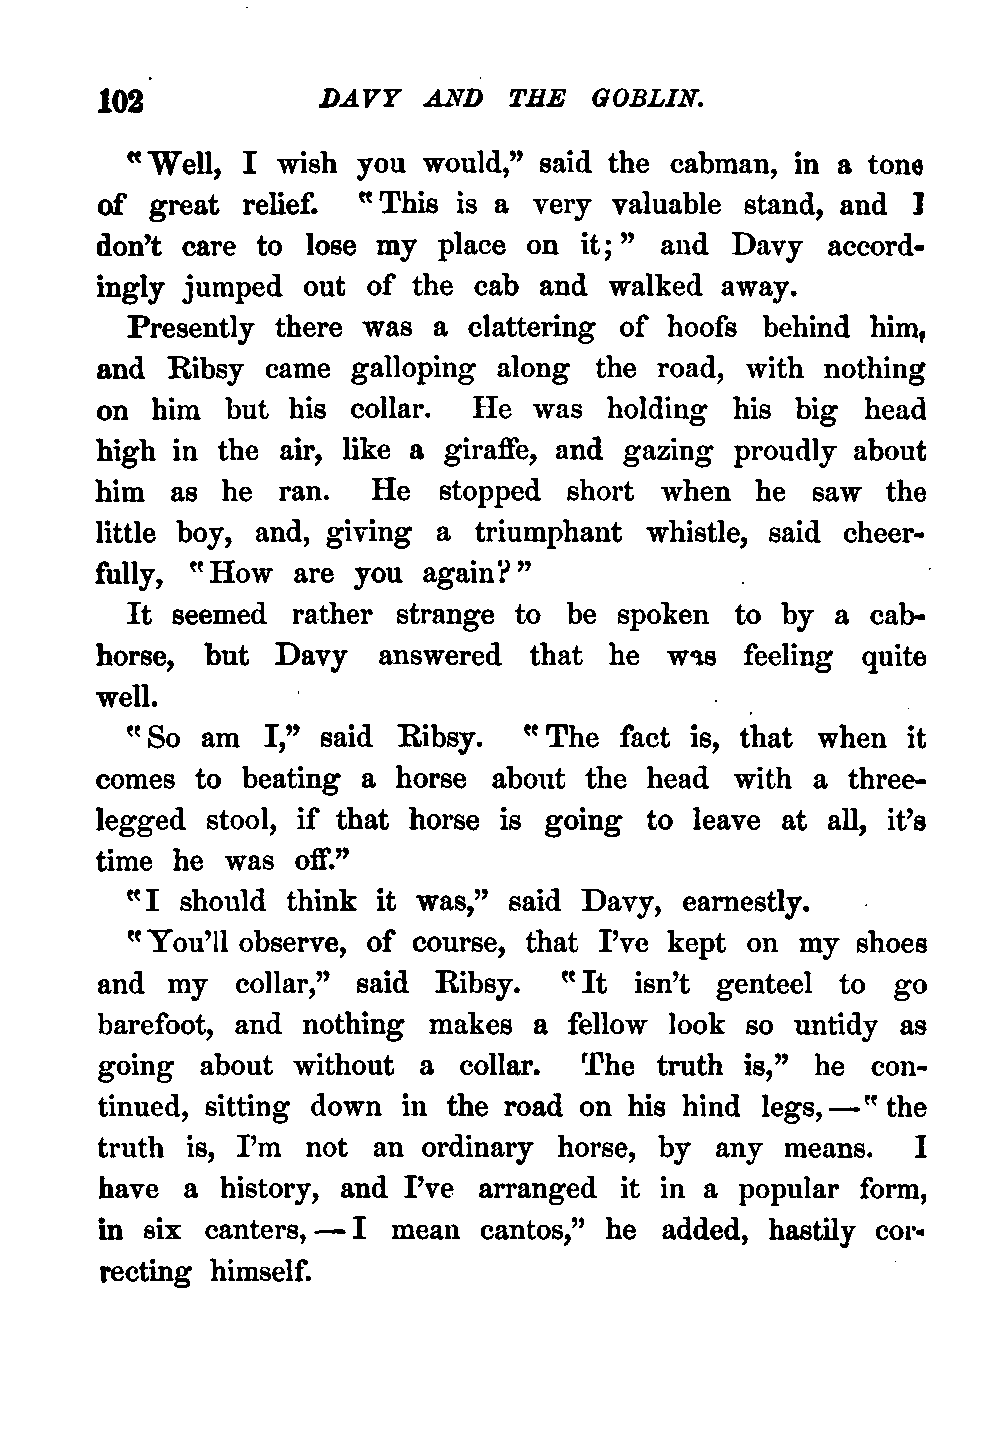 102 DAVY AND THE GOBLIN.
"Well, I wish you would," said the cabman, in a tone
of great relief. "This is a very valuable stand, and I
don't care to lose my place on it;" and Davy accord-
ingly jumped out of the cab and walked away.
Presently there was a clattering of hoofs behind him,
and Ribsy came galloping along the road, with nothing
on him but his collar. He was holding his big head
high in the air, like a giraffe, and gazing proudly about
him as he ran. He stopped short when he saw the
little boy, and, giving a triumphant whistle, said cheer-
fully, "How are you again?"
It seemed rather strange to be spoken to by a cab-
horse, but Davy answered that he was feeling quite
well.
"So am I," said Ribsy. "The fact is, that when it
comes to beating a horse about the head with a three-
legged stool, if that horse is going to leave at all, it's
time he was off."
"I should think it was," said Davy, earnestly.
"You'll observe, of course, that I've kept on my shoes
and my collar," said Ribsy. "It isn't genteel to go
barefoot, and nothing makes a fellow look so untidy as
going about without a collar. The truth is," he con-
tinued, sitting down in the road on his hind legs,—"the
truth is, I'm not an ordinary horse, by any means. I
have a history, and I've arranged it in a popular form,
in six canters,—I mean cantos," he added, hastily cor-
recting himself.